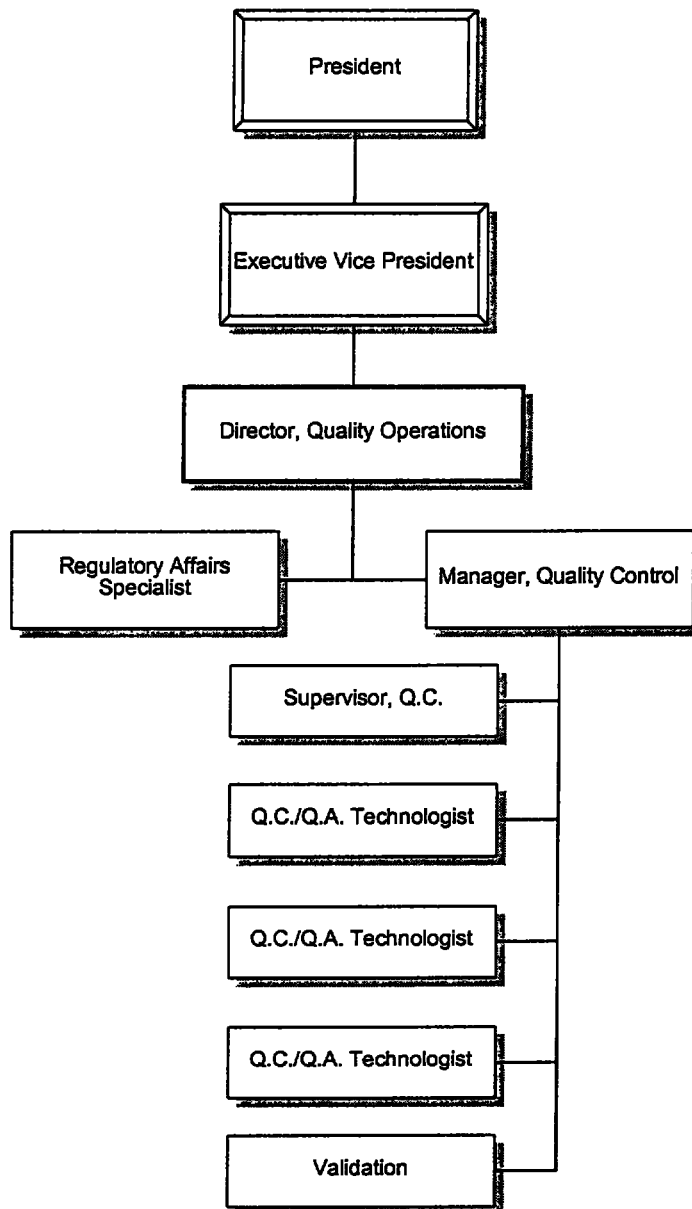 President
Executive Vice President
Director, Quality Operations
Regulatory Affairs
Specialist
Manager, Quality Control
Supervisor, Q.C.
Q.C./Q.A. Technologist
Q.C./Q.A. Technologist
Q.C./Q.A. Technologist
Validation